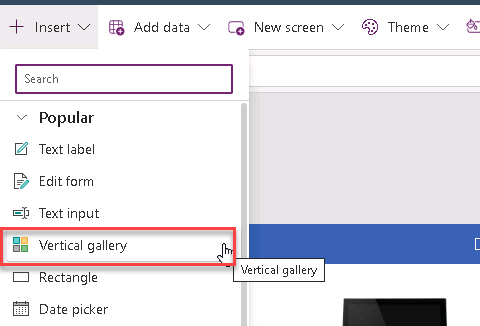 Insert Add data New screen Theme
Search
Popular
Text label
Edit form
Text input
Vertical gallery
Vertical gallery
Rectangle
Date picker